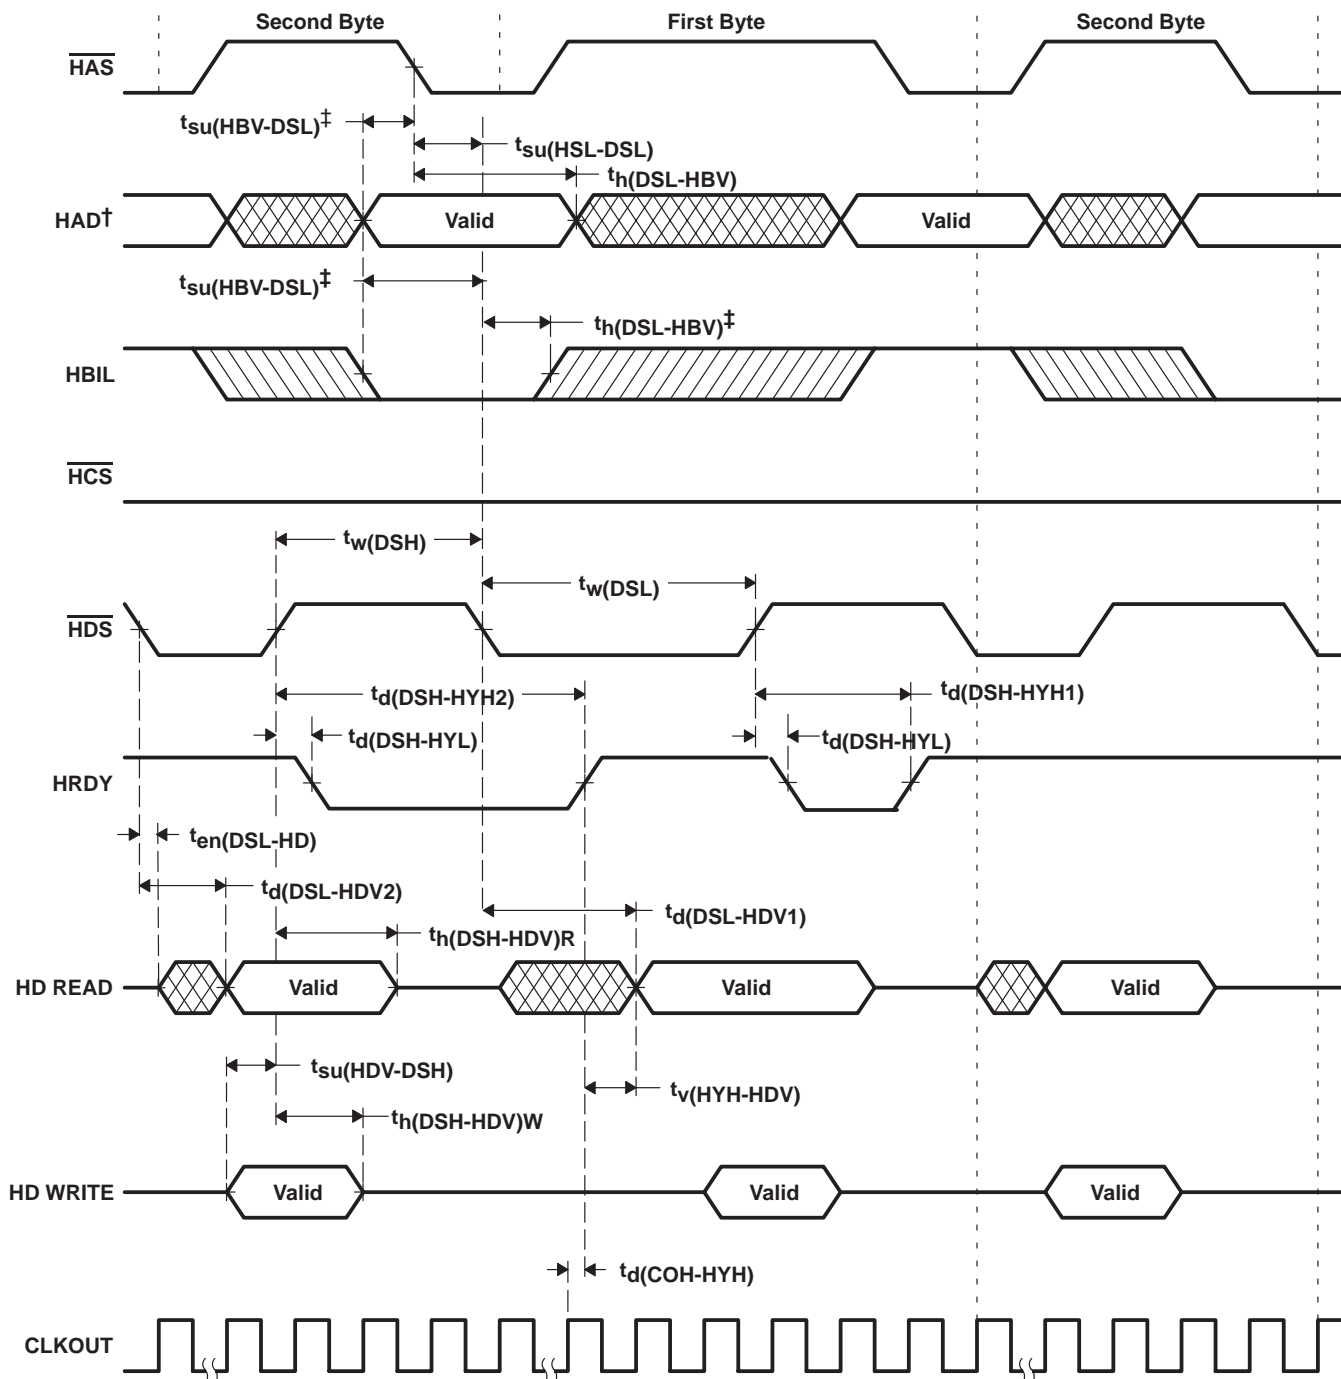 Second Byte First Byte Second Byte
HAS
tsu(HBV-DSL)‡
tsu(HSL-DSL)
th(DSL-HBV)
HAD† Valid Valid
tsu(HBV-DSL)‡
th(DSL-HBV)‡
HBIL
HCS
tw(DSH)
tw(DSL)
HDS
td(DSH-HYH2) td(DSH-HYH1)
td(DSH-HYL) td(DSH-HYL)
HRDY
ten(DSL-HD)
td(DSL-HDV2)
td(DSL-HDV1)
th(DSH-HDV)R
HD READ Valid Valid Valid
tsu(HDV-DSH)
tv(HYH-HDV)
th(DSH-HDV)W
HD WRITE Valid Valid Valid
td(COH-HYH)
CLKOUT